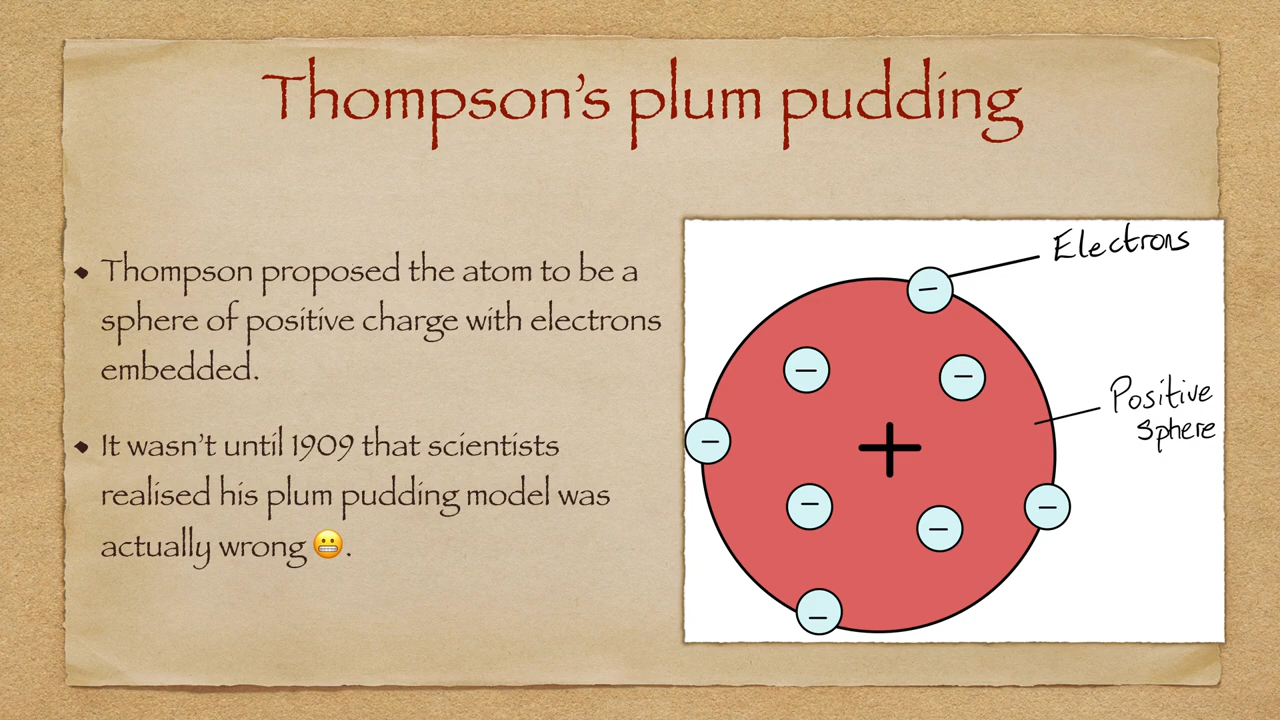 Thompson's plum pudding
• Thompson proposed the atom to be a
sphere of positive charge with electrons
embedded.
• It wasn't until 1909 that scientists
realised his plum pudding model was
actually wrong 😬.
Electrons
Positive
sphere
−
−
−
−
+
−
−
−
−